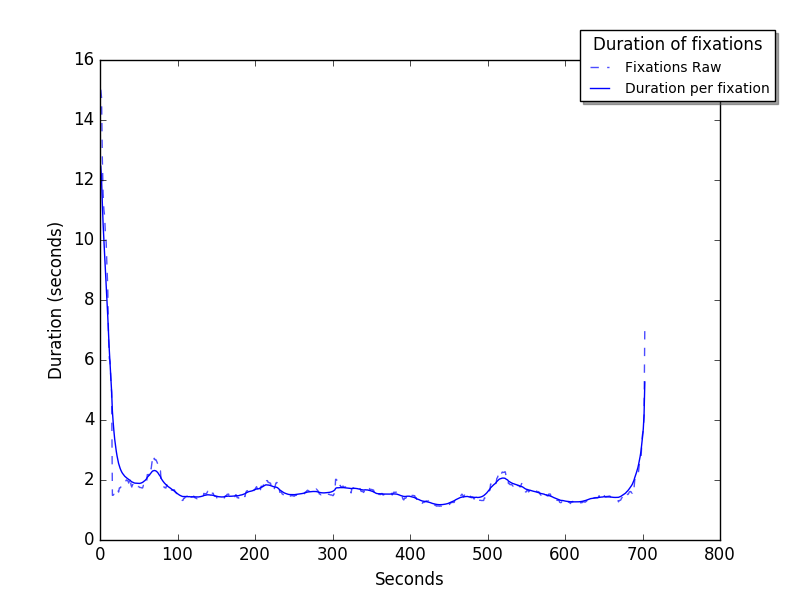 Duration of fixations
Fixations Raw
Duration per fixation
16
14
12
10
8
6
4
2
0
Duration (seconds)
0 100 200 300 400 500 600 700 800
Seconds